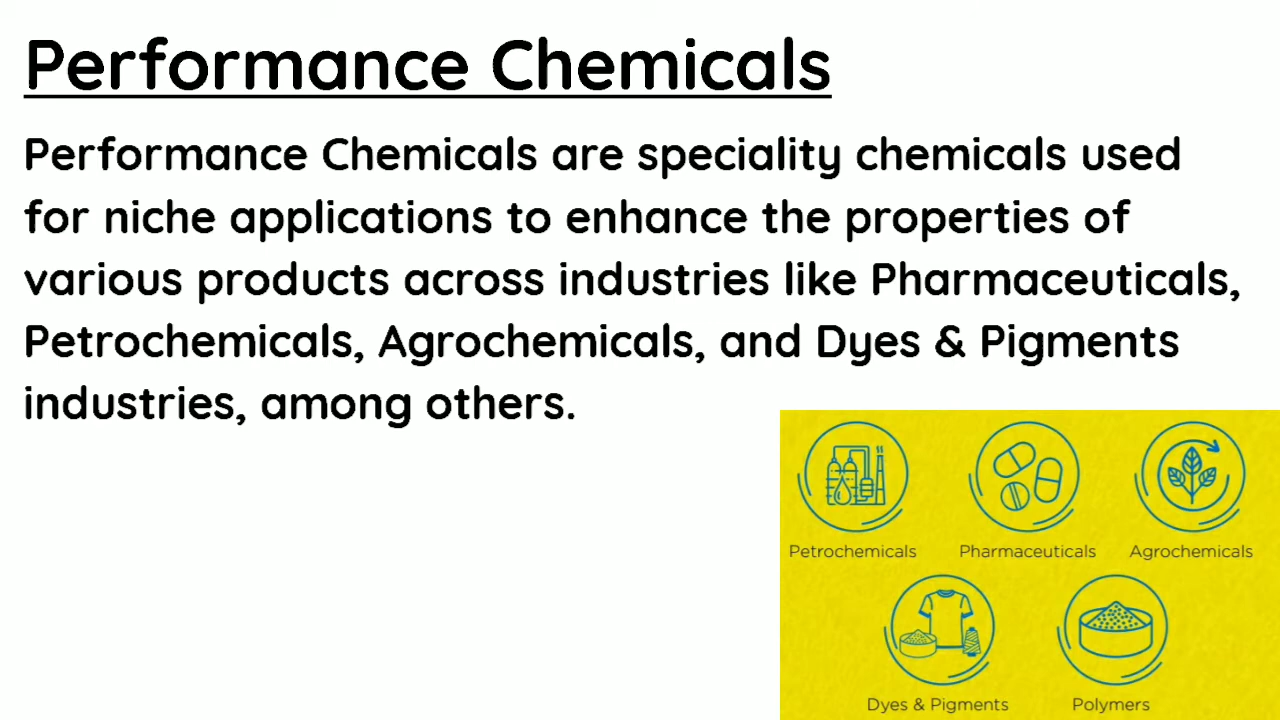 Performance Chemicals
Performance Chemicals are speciality chemicals used
for niche applications to enhance the properties of
various products across industries like Pharmaceuticals,
Petrochemicals, Agrochemicals, and Dyes & Pigments
industries, among others.
Petrochemicals
Pharmaceuticals
Agrochemicals
Dyes & Pigments
Polymers